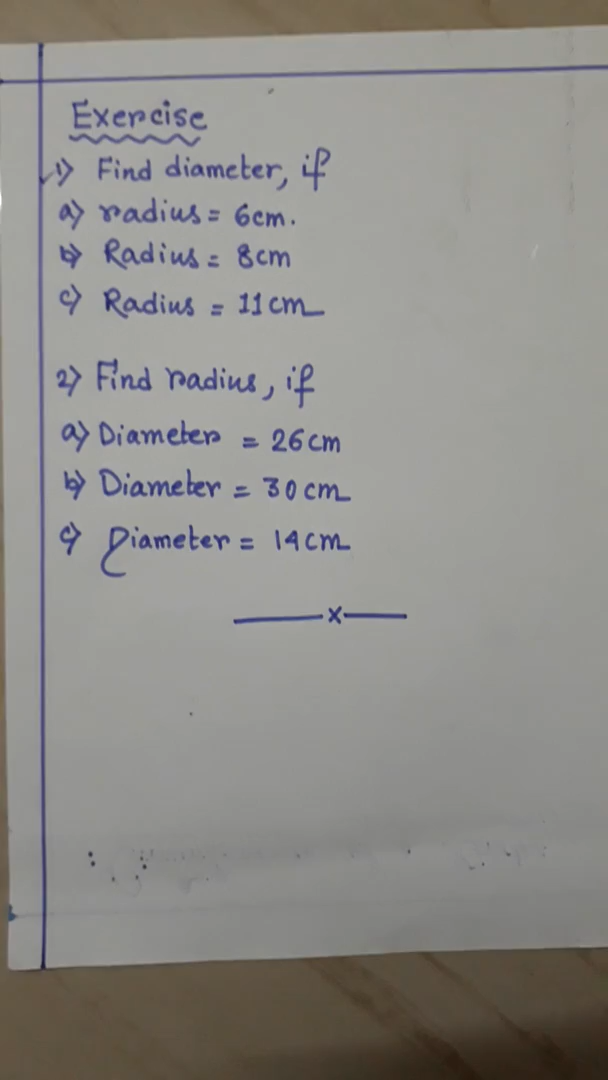 Exercise
1) Find diameter, if
a) radius = 6cm.
b) Radius = 8cm
c) Radius = 11cm
2) Find radius, if
a) Diameter = 26cm
b) Diameter = 30cm
c) Diameter = 14cm
x